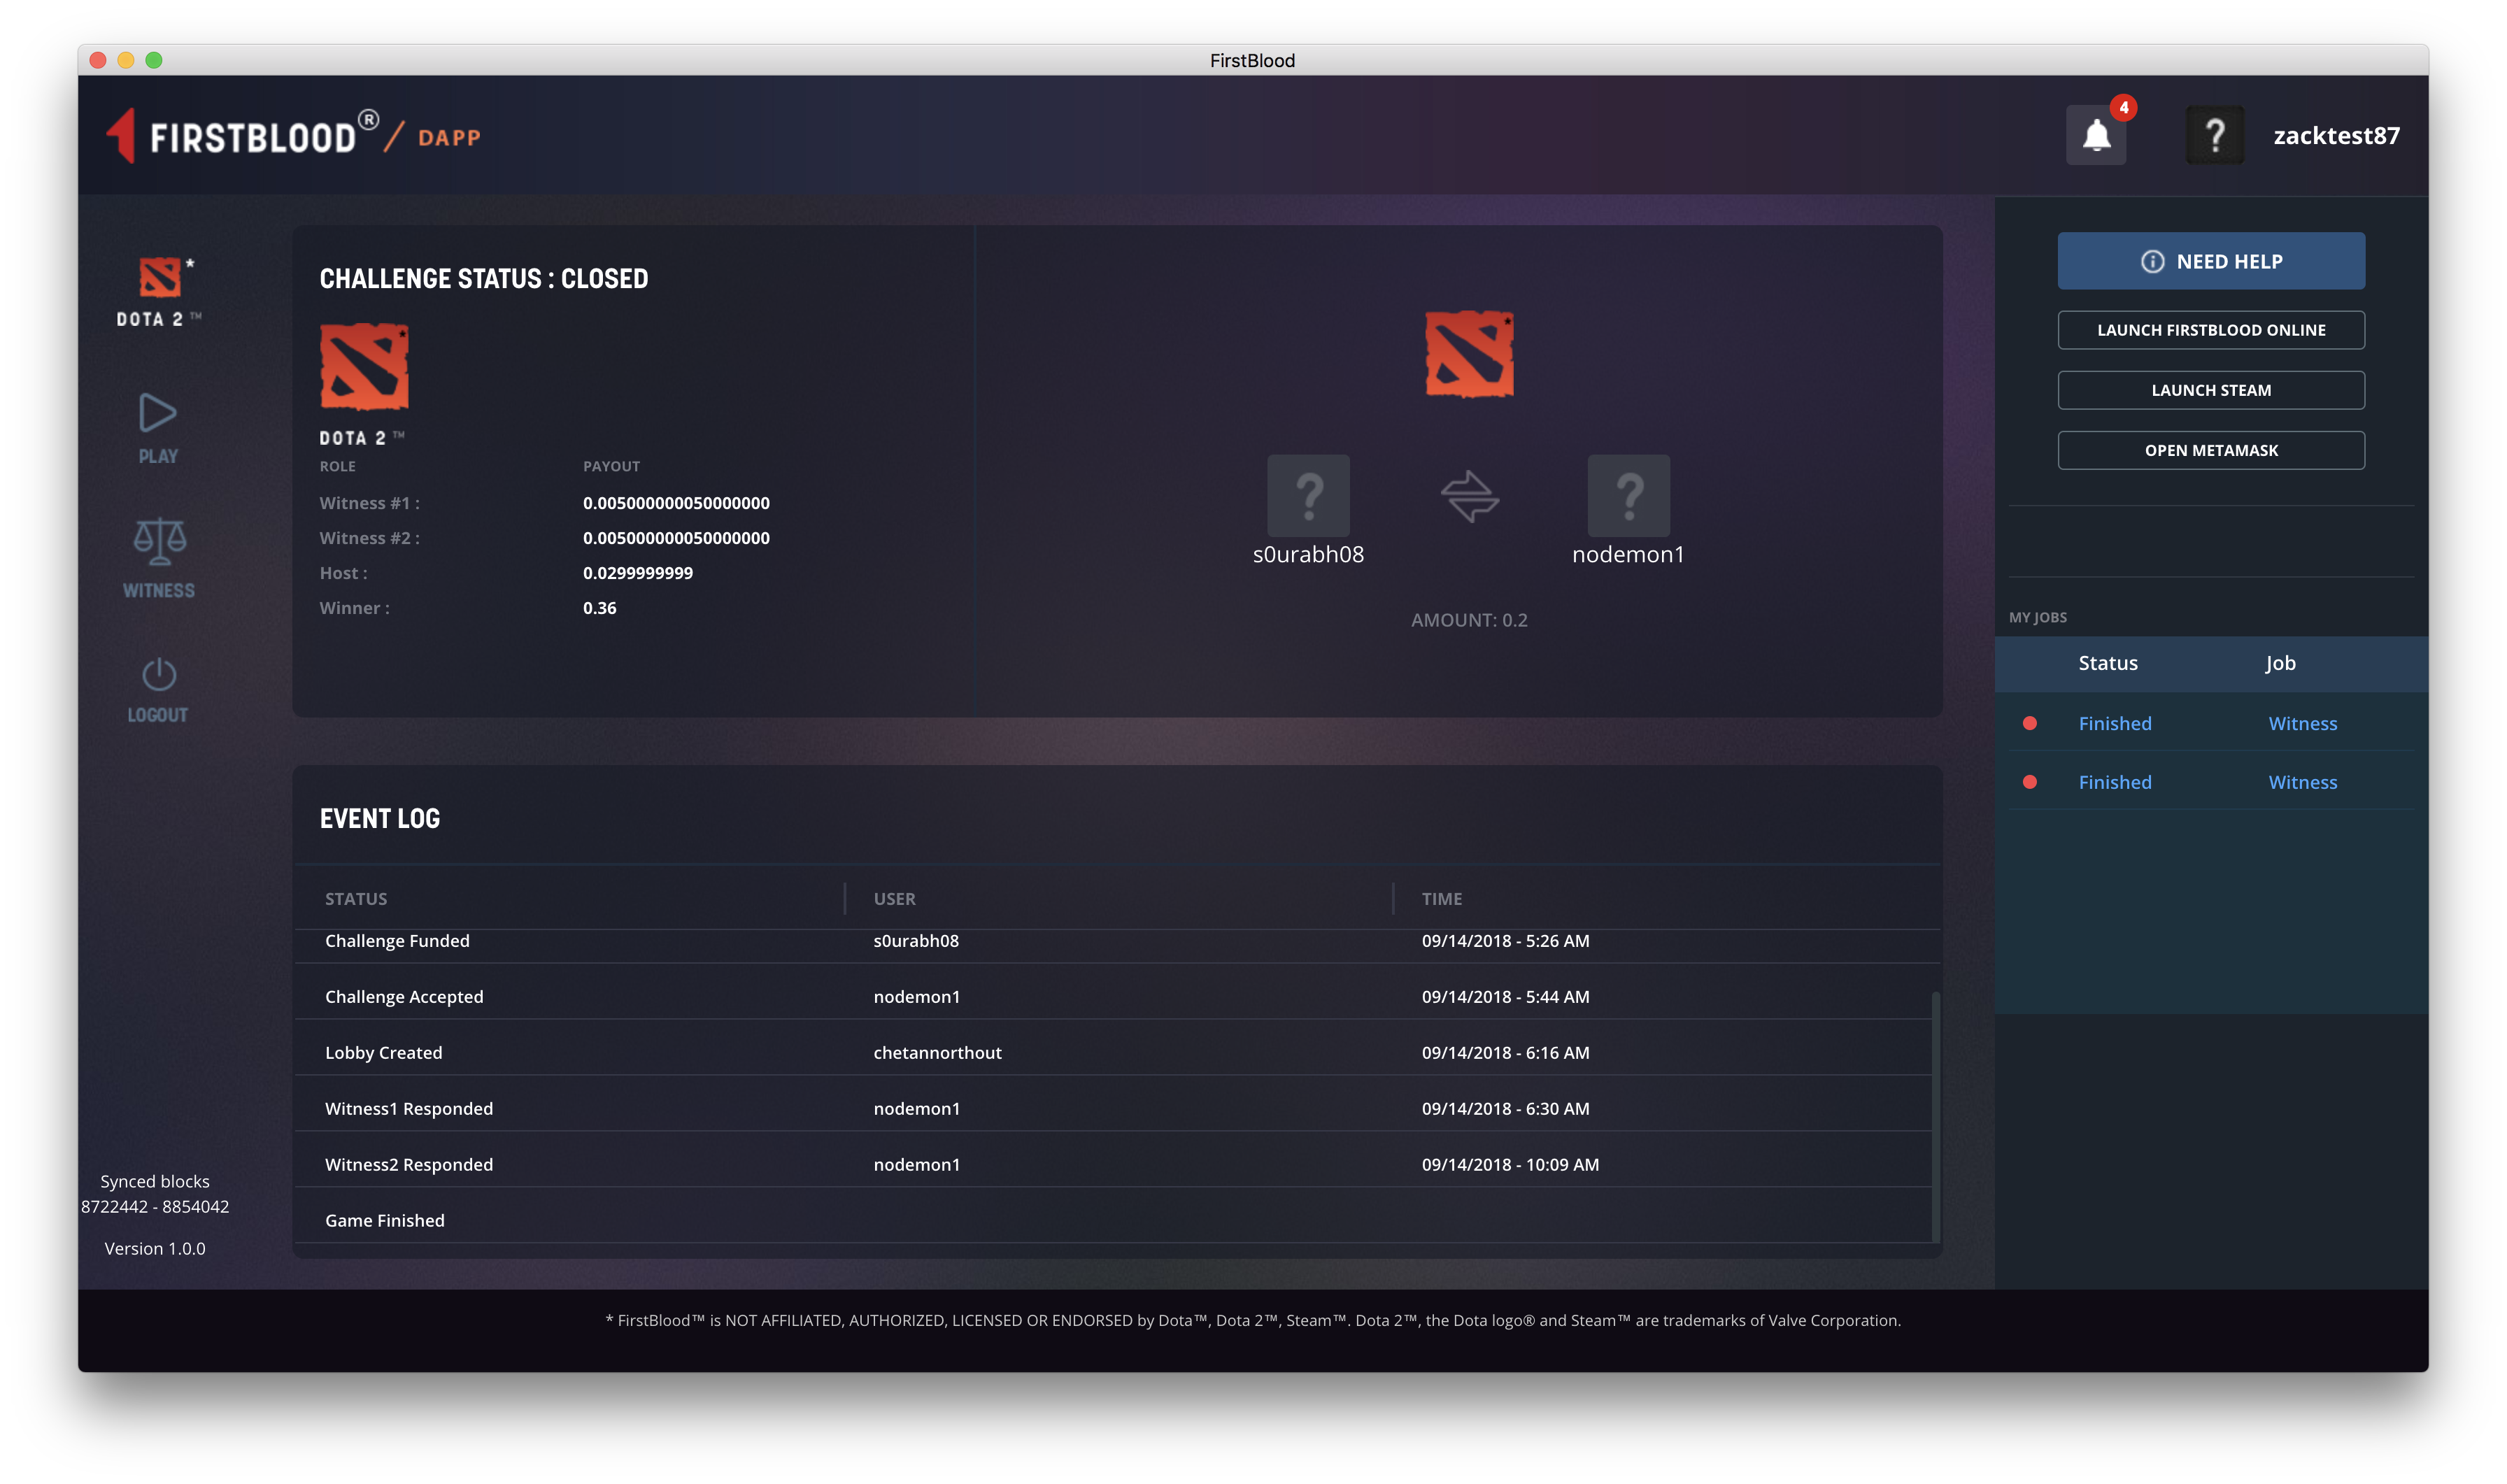 FirstBlood
FIRSTBLOOD® / DAPP
4
zacktest87
DOTA 2 ™
PLAY
WITNESS
LOGOUT
Synced blocks
8722442 - 8854042
Version 1.0.0
CHALLENGE STATUS : CLOSED
DOTA 2 ™
ROLE PAYOUT
Witness #1 : 0.005000000050000000
Witness #2 : 0.005000000050000000
Host : 0.0299999999
Winner : 0.36
s0urabh08 nodemon1
AMOUNT: 0.2
EVENT LOG
STATUS USER TIME
Challenge Funded s0urabh08 09/14/2018 - 5:26 AM
Challenge Accepted nodemon1 09/14/2018 - 5:44 AM
Lobby Created chetannorthout 09/14/2018 - 6:16 AM
Witness1 Responded nodemon1 09/14/2018 - 6:30 AM
Witness2 Responded nodemon1 09/14/2018 - 10:09 AM
Game Finished
NEED HELP
LAUNCH FIRSTBLOOD ONLINE
LAUNCH STEAM
OPEN METAMASK
MY JOBS
Status Job
Finished Witness
Finished Witness
* FirstBlood™ is NOT AFFILIATED, AUTHORIZED, LICENSED OR ENDORSED by Dota™, Dota 2™, Steam™. Dota 2™, the Dota logo® and Steam™ are trademarks of Valve Corporation.